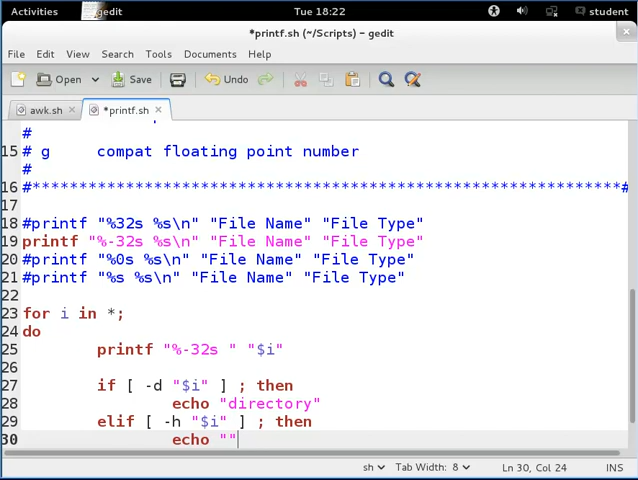 Activities gedit Tue 18:22 student
*printf.sh (~/Scripts) - gedit
File Edit View Search Tools Documents Help
Open Save Undo
awk.sh *printf.sh
#
15 # g compat floating point number
#
16 #***************************************************************#
17
18 #printf "%32s %s\n" "File Name" "File Type"
19 printf "%-32s %s\n" "File Name" "File Type"
20 #printf "%0s %s\n" "File Name" "File Type"
21 #printf "%s %s\n" "File Name" "File Type"
22
23 for i in *;
24 do
25 printf "%-32s " "$i"
26
27 if [ -d "$i" ] ; then
28 echo "directory"
29 elif [ -h "$i" ] ; then
30 echo ""
sh Tab Width: 8 Ln 30, Col 24 INS